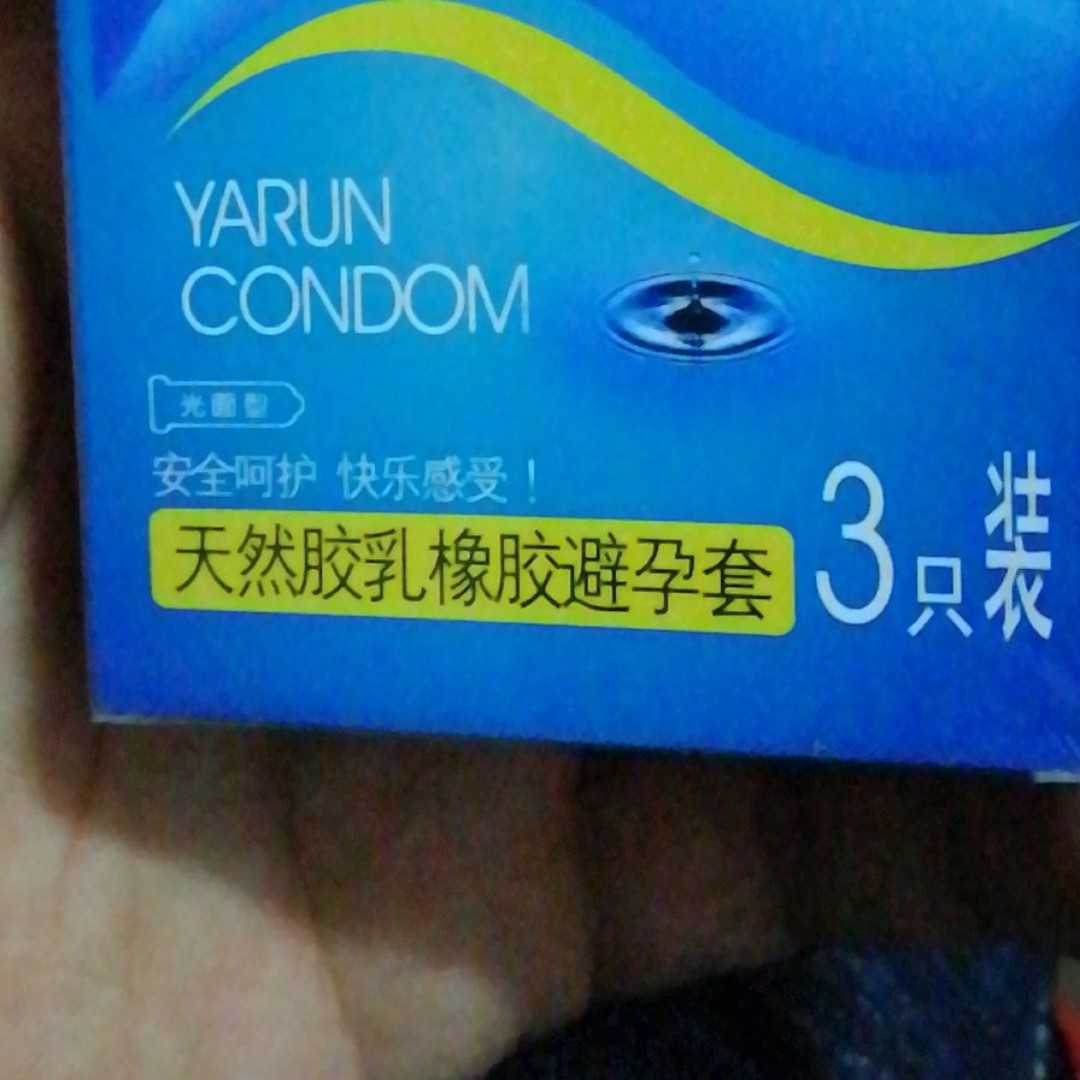 YARUN
CONDOM
光面型
安全呵护 快乐感受！
天然胶乳橡胶避孕套
3只装